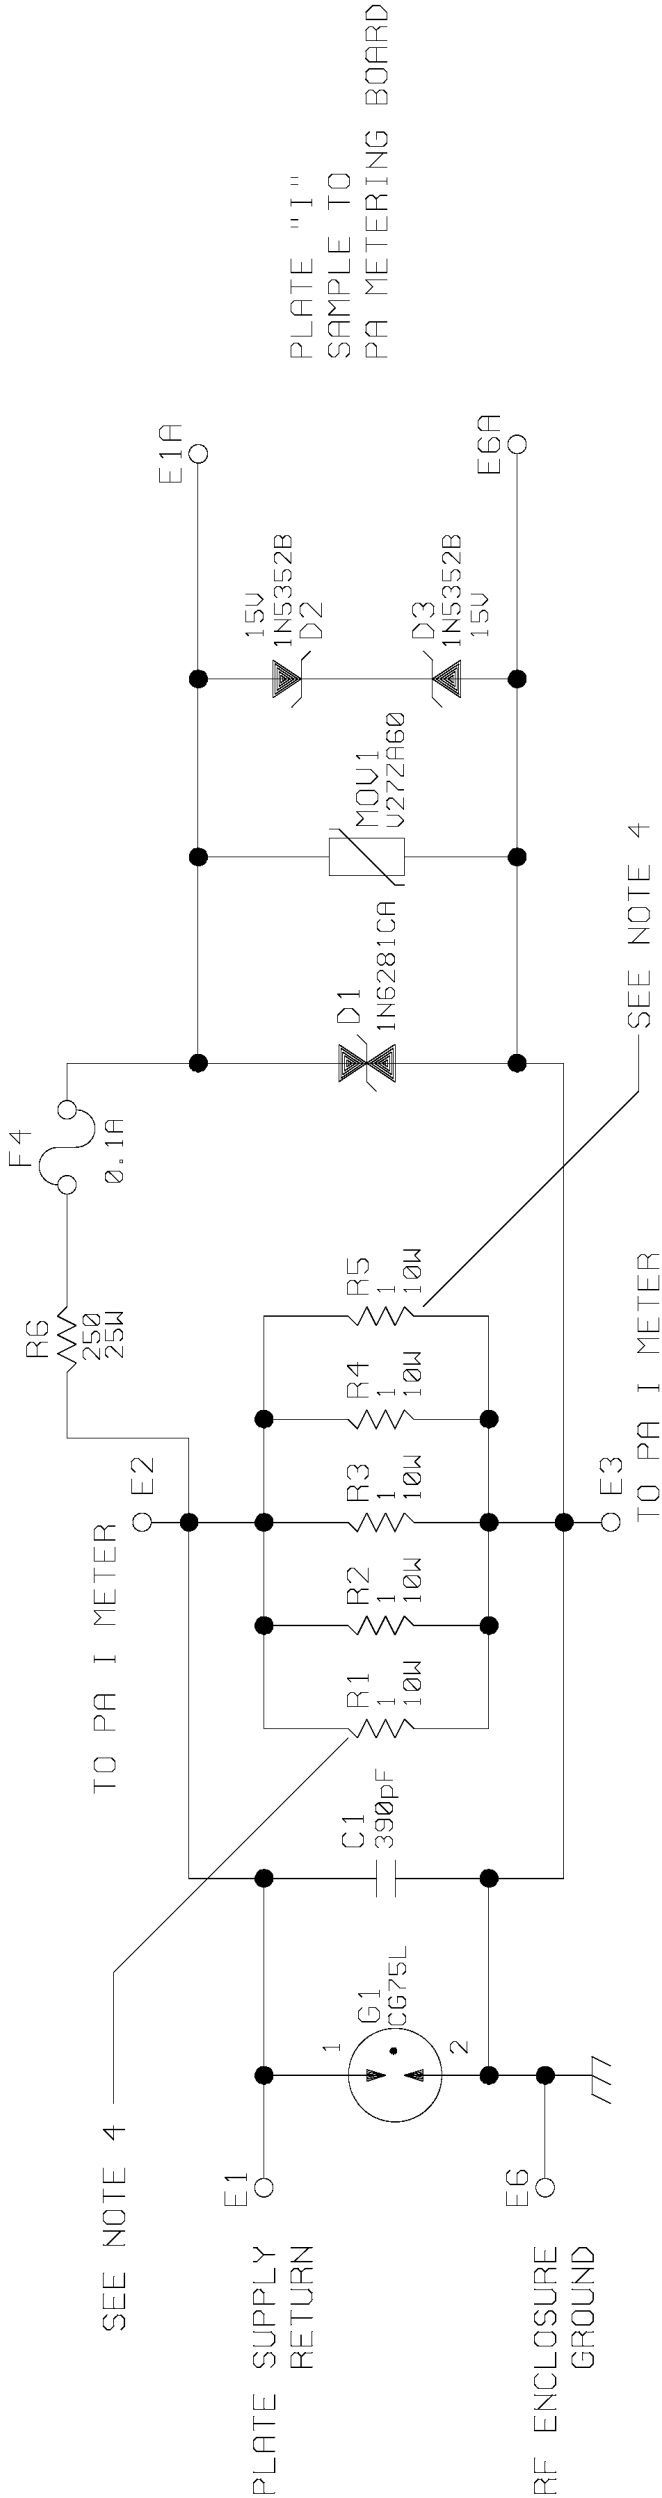 PLATE SUPPLY
RETURN
E1
RF ENCLOSURE
GROUND
E6
SEE NOTE 4
G1
CG75L
1
2
C1
390pF
TO PA I METER
E2
R1
1
10W
R2
1
10W
R3
1
10W
R4
1
10W
R5
1
10W
E3
TO PA I METER
R6
250
25W
F4
0.1A
SEE NOTE 4
D1
1N6281CA
MOV1
V27ZA60
15V
1N5352B
D2
D3
1N5352B
15V
E1A
E6A
PLATE "I"
SAMPLE TO
PA METERING BOARD